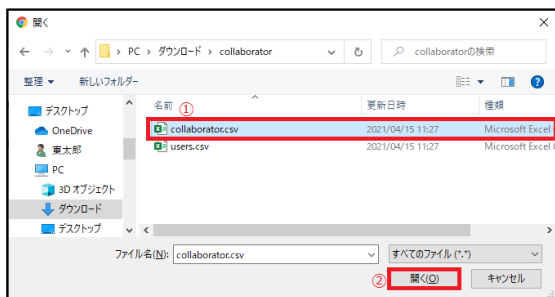 開く
PC > ダウンロード > collaborator
collaboratorの検索
整理 新しいフォルダー
名前 更新日時 種類
①
デスクトップ
OneDrive
東太郎
PC
3D オブジェクト
ダウンロード
デスクトップ
collaborator.csv 2021/04/15 11:27 Microsoft Excel
users.csv 2021/04/15 11:27 Microsoft Excel
ファイル名(N): collaborator.csv すべてのファイル (*.*)
② 開く(O) キャンセル